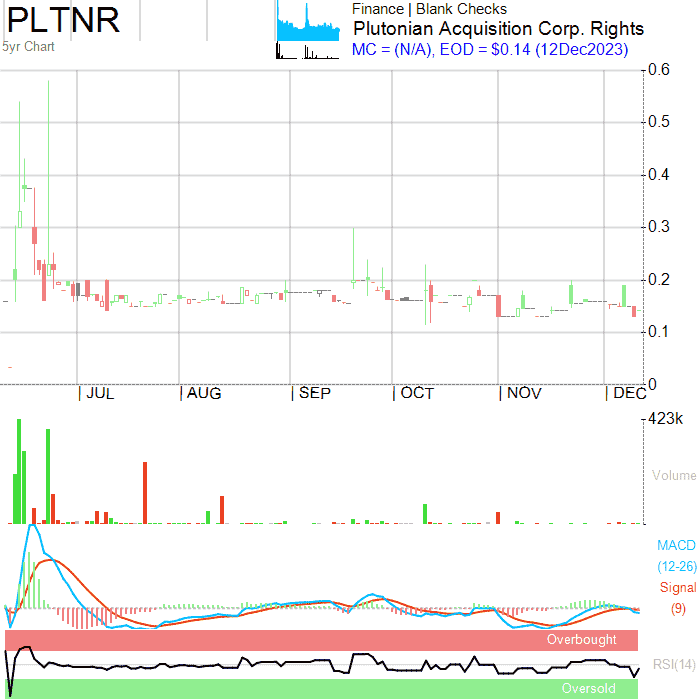 PLTNR
5yr Chart
Finance | Blank Checks
Plutonian Acquisition Corp. Rights
MC = (N/A), EOD = $0.14 (12Dec2023)
0.6
0.5
0.4
0.3
0.2
0.1
0
| JUL | AUG | SEP | OCT | NOV | DEC
423k
Volume
MACD
(12-26)
Signal
(9)
Overbought
RSI(14)
Oversold